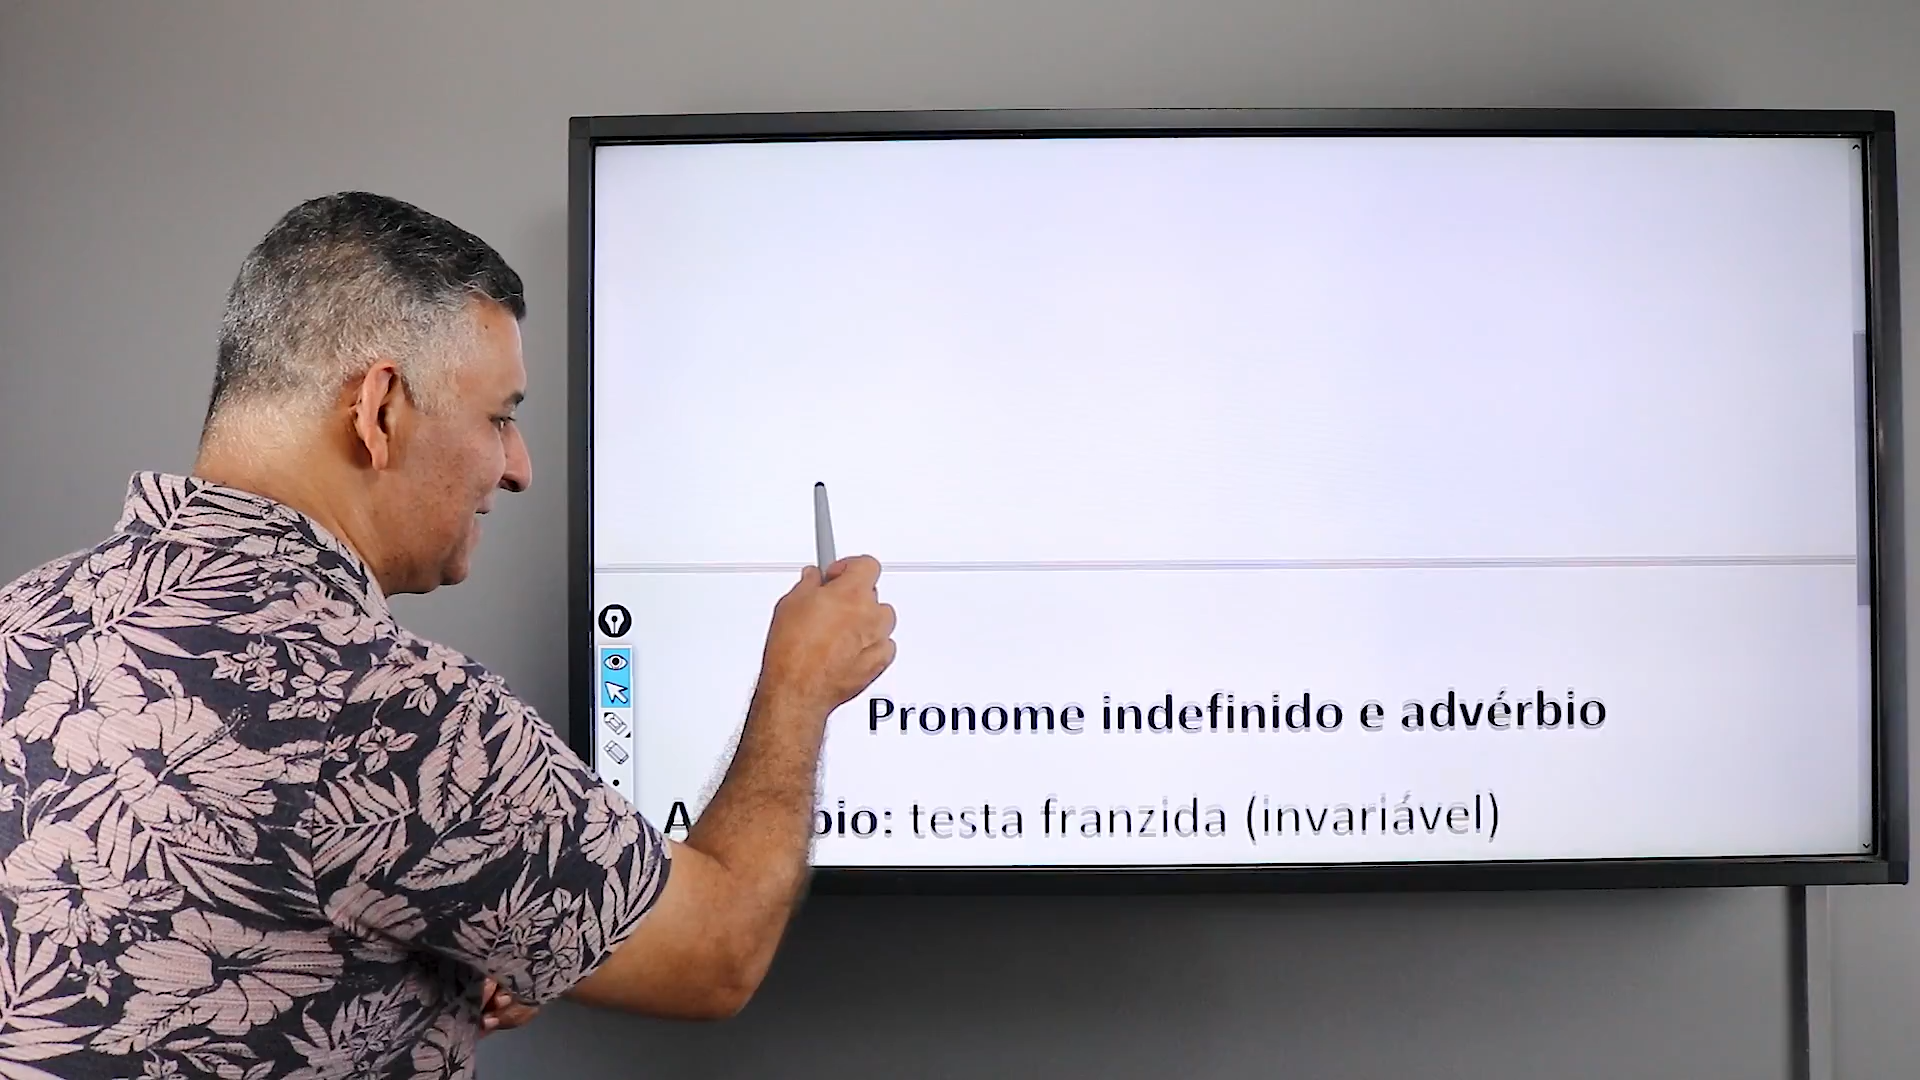 Pronome indefinido e advérbio
bio: testa franzida (invariável)